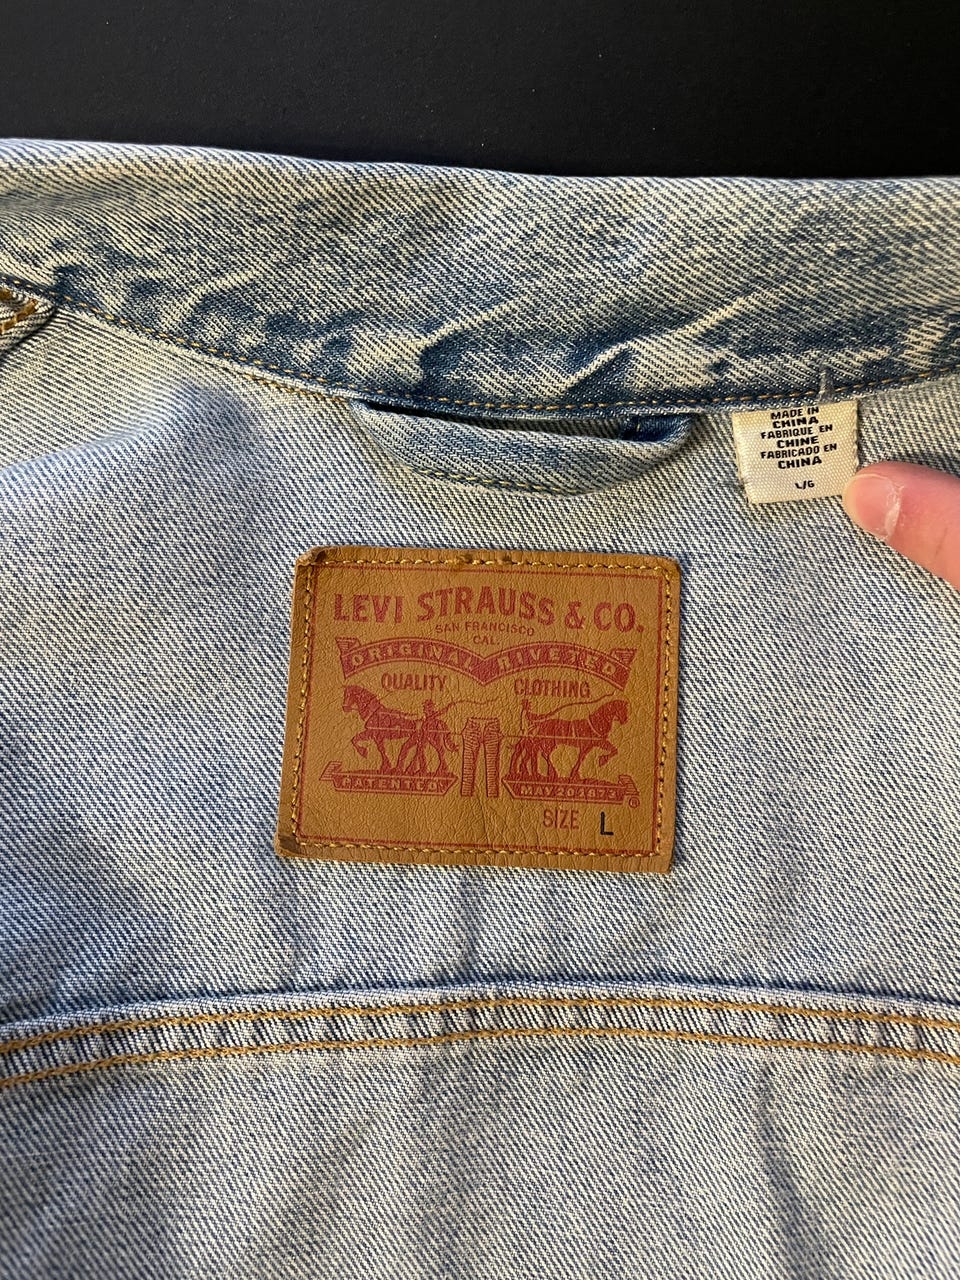 MADE IN
CHINA
FABRIQUE EN
CHINE
FABRICADO EN
CHINA
L/G
LEVI STRAUSS & CO.
SAN FRANCISCO
CAL
ORIGINAL RIVETED
QUALITY CLOTHING
PATENTED MAY 20 1873 ®
SIZE L